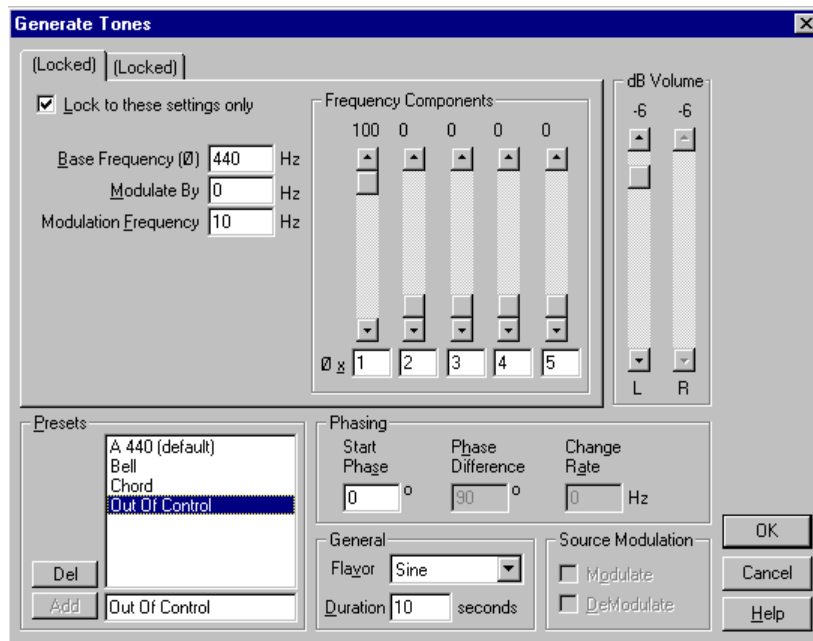 Generate Tones
(Locked) (Locked)
Lock to these settings only
Base Frequency (Ø) 440 Hz
Modulate By 0 Hz
Modulation Frequency 10 Hz
Frequency Components
100 0 0 0 0
Ø x 1 2 3 4 5
dB Volume
-6 -6
L R
Presets
A 440 (default)
Bell
Chord
Out Of Control
Del
Add Out Of Control
Phasing
Start Phase
Phase Difference
Change Rate
0 ° 90 ° 0 Hz
General
Flavor Sine
Duration 10 seconds
Source Modulation
Modulate
DeModulate
OK
Cancel
Help